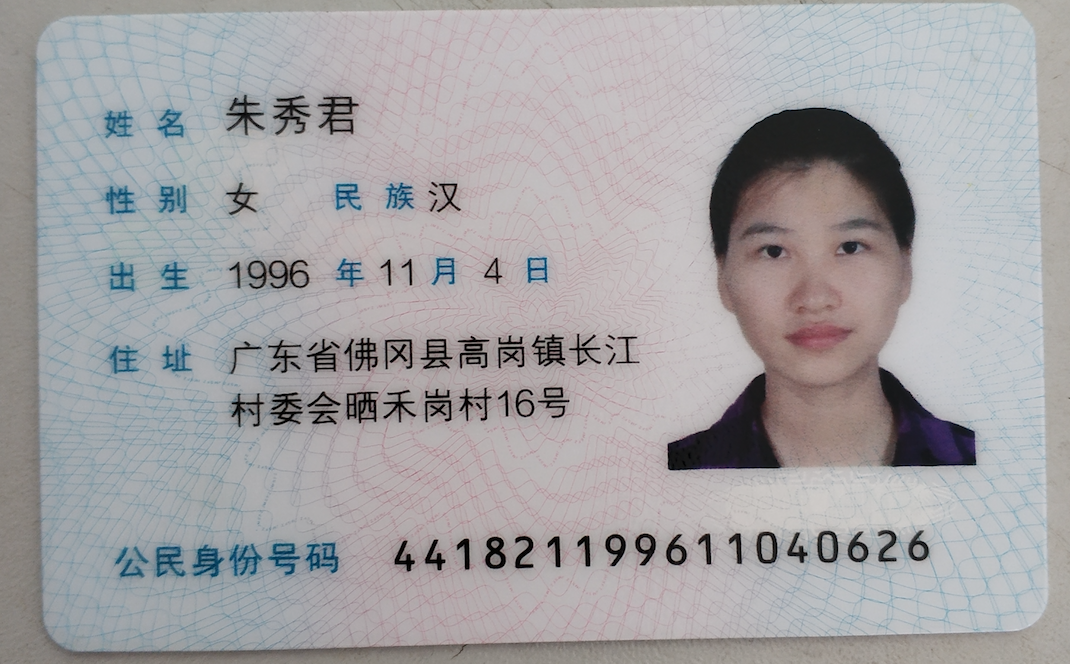 姓名 朱秀君
性别 女 民族 汉
出生 1996 年 11 月 4 日
住址 广东省佛冈县高岗镇长江
村委会晒禾岗村16号
公民身份号码 441821199611040626